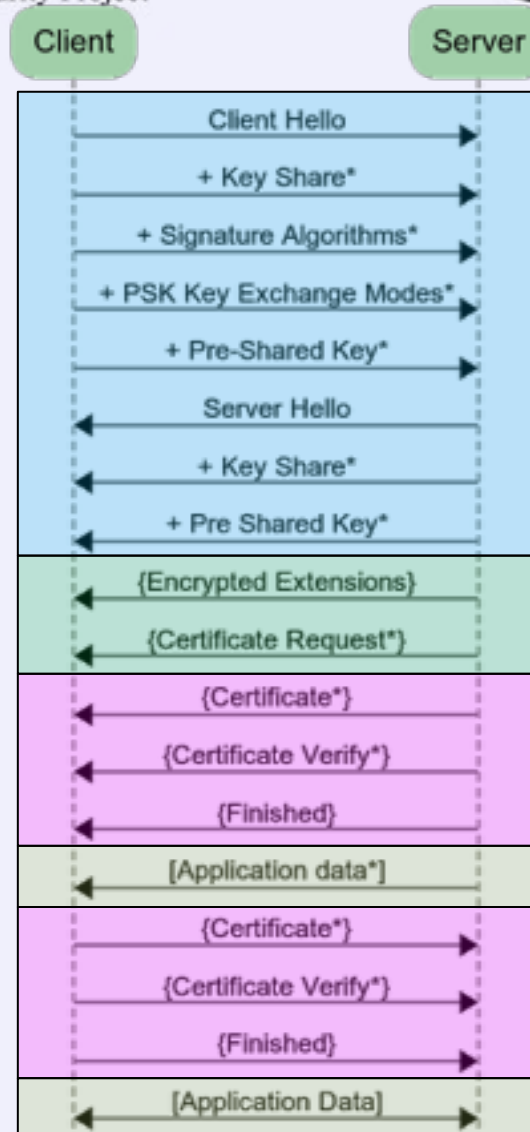 Client
Server
Client Hello
+ Key Share*
+ Signature Algorithms*
+ PSK Key Exchange Modes*
+ Pre-Shared Key*
Server Hello
+ Key Share*
+ Pre Shared Key*
{Encrypted Extensions}
{Certificate Request*}
{Certificate*}
{Certificate Verify*}
{Finished}
[Application data*]
{Certificate*}
{Certificate Verify*}
{Finished}
[Application Data]